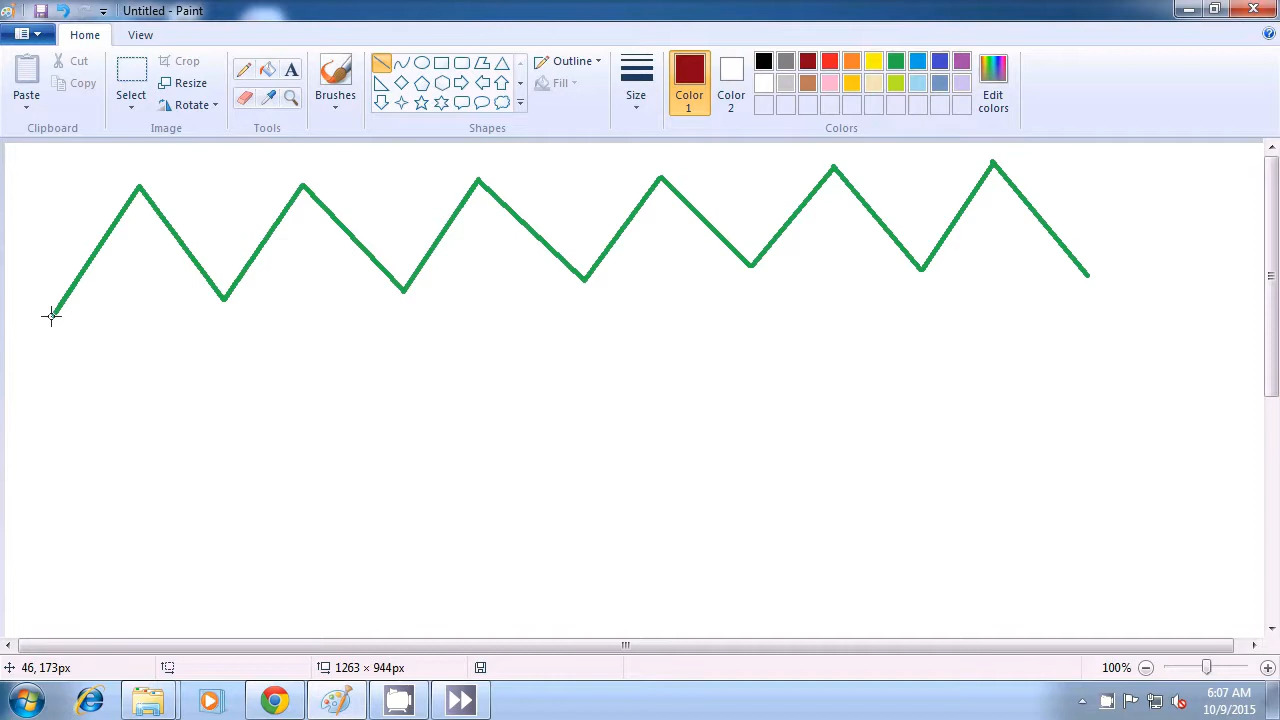 Untitled - Paint
Home
View
Paste
Cut
Copy
Clipboard
Select
Crop
Resize
Rotate
Image
A
Tools
Brushes
Shapes
Outline
Fill
Size
Color
1
Color
2
Edit
colors
Colors
46, 173px
1263 × 944px
100%
6:07 AM
10/9/2015